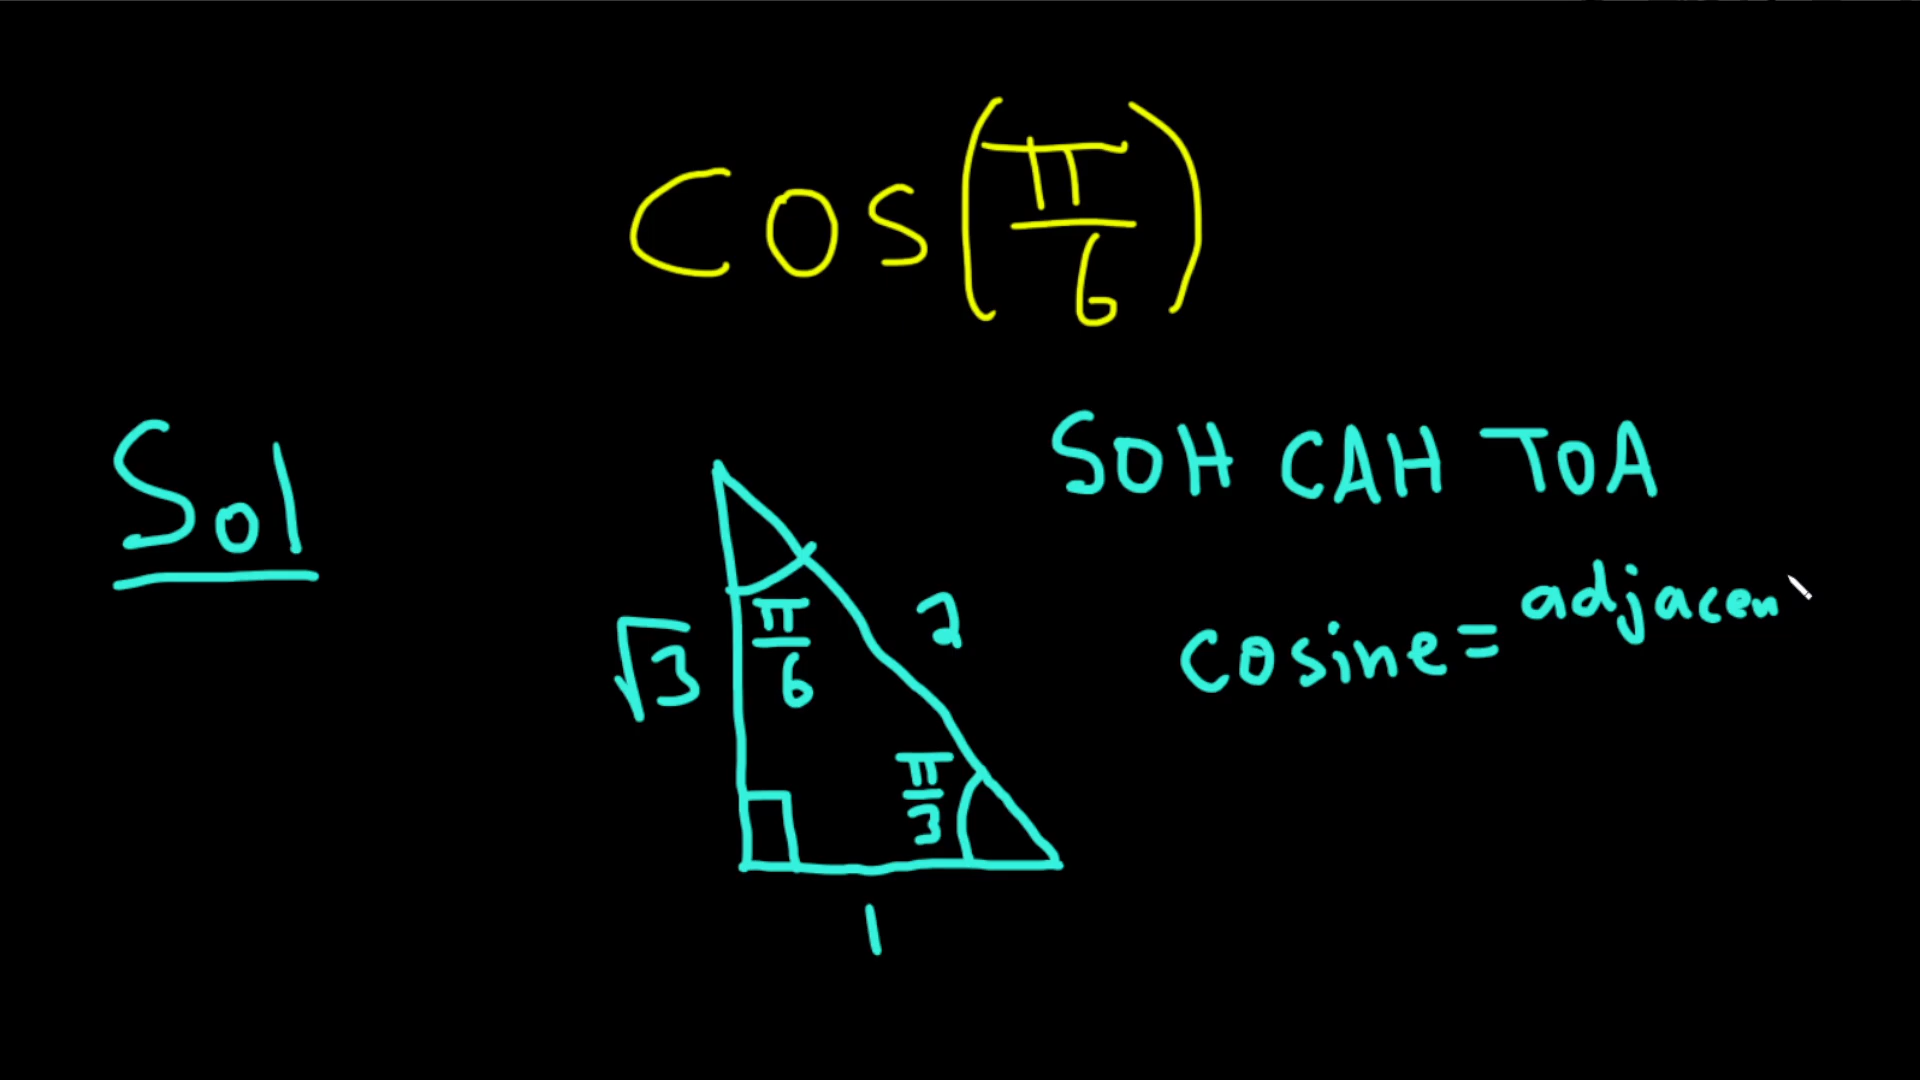 cos(π/6)
Sol
SOH CAH TOA
cosine = adjacen
√3
π/6
2
π/3
1